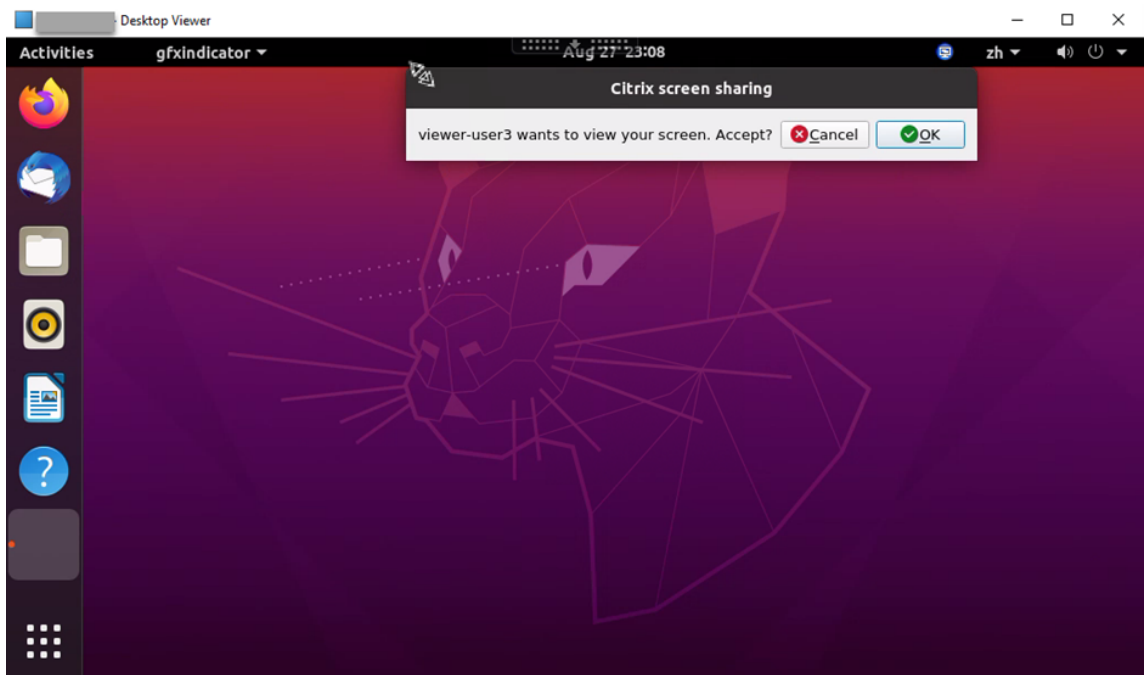 Desktop Viewer
Activities gfxindicator Aug 27 23:08 zh
Citrix screen sharing
viewer-user3 wants to view your screen. Accept? Cancel OK
?